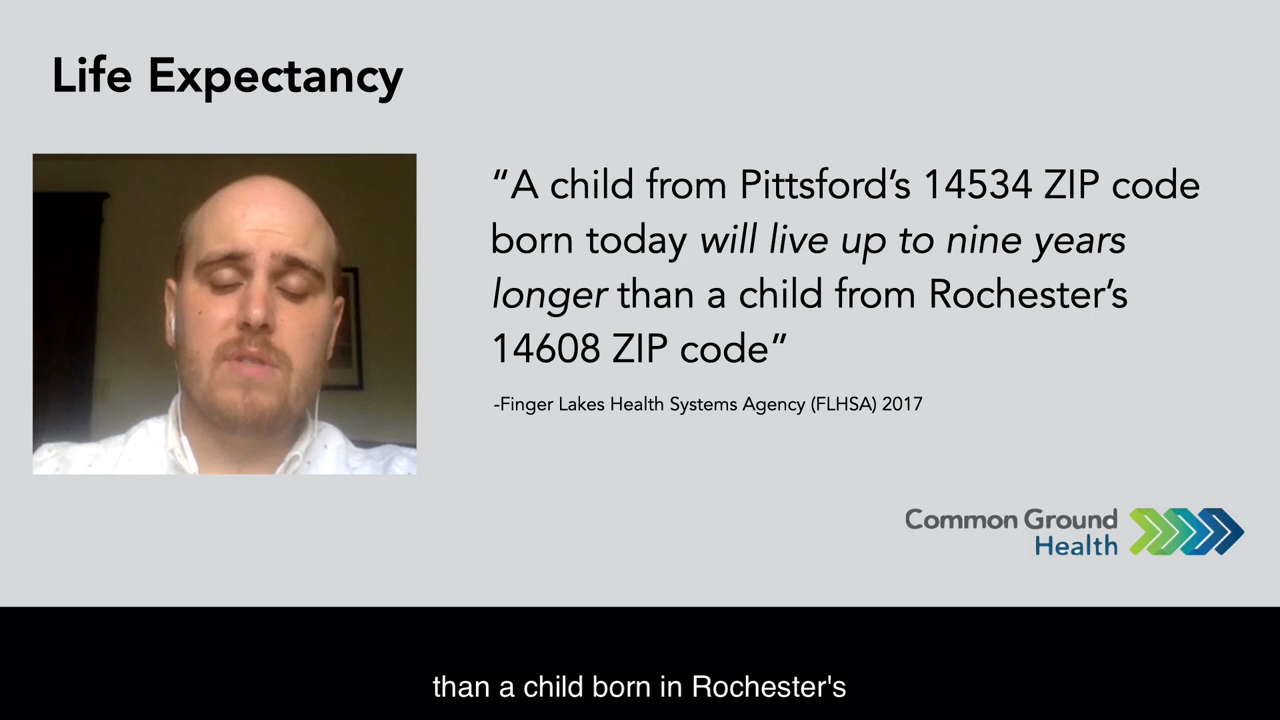 Life Expectancy
“A child from Pittsford’s 14534 ZIP code
born today will live up to nine years
longer than a child from Rochester’s
14608 ZIP code”
-Finger Lakes Health Systems Agency (FLHSA) 2017
Common Ground
Health
than a child born in Rochester's